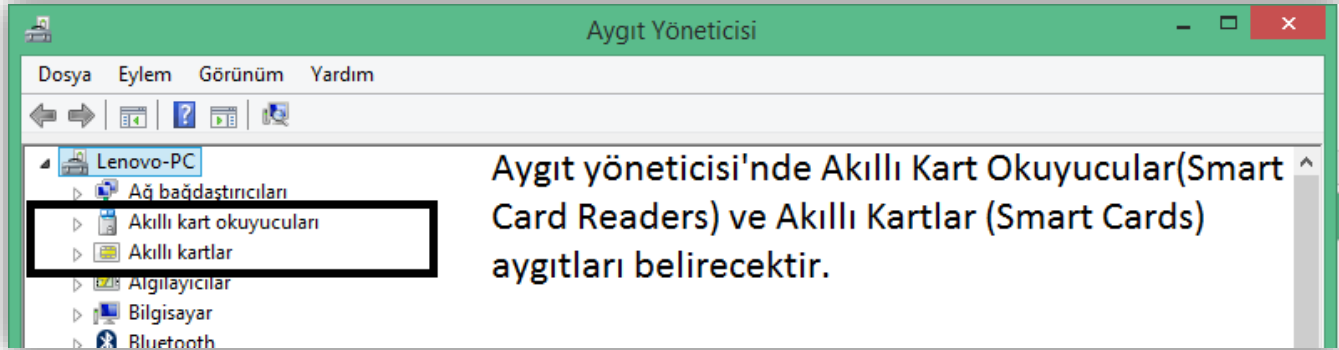 Aygıt Yöneticisi
Dosya Eylem Görünüm Yardım
Lenovo-PC
Ağ bağdaştırıcıları
Akıllı kart okuyucuları
Akıllı kartlar
Algılayıcılar
Bilgisayar
Bluetooth
Aygıt yöneticisi'nde Akıllı Kart Okuyucular(Smart
Card Readers) ve Akıllı Kartlar (Smart Cards)
aygıtları belirecektir.